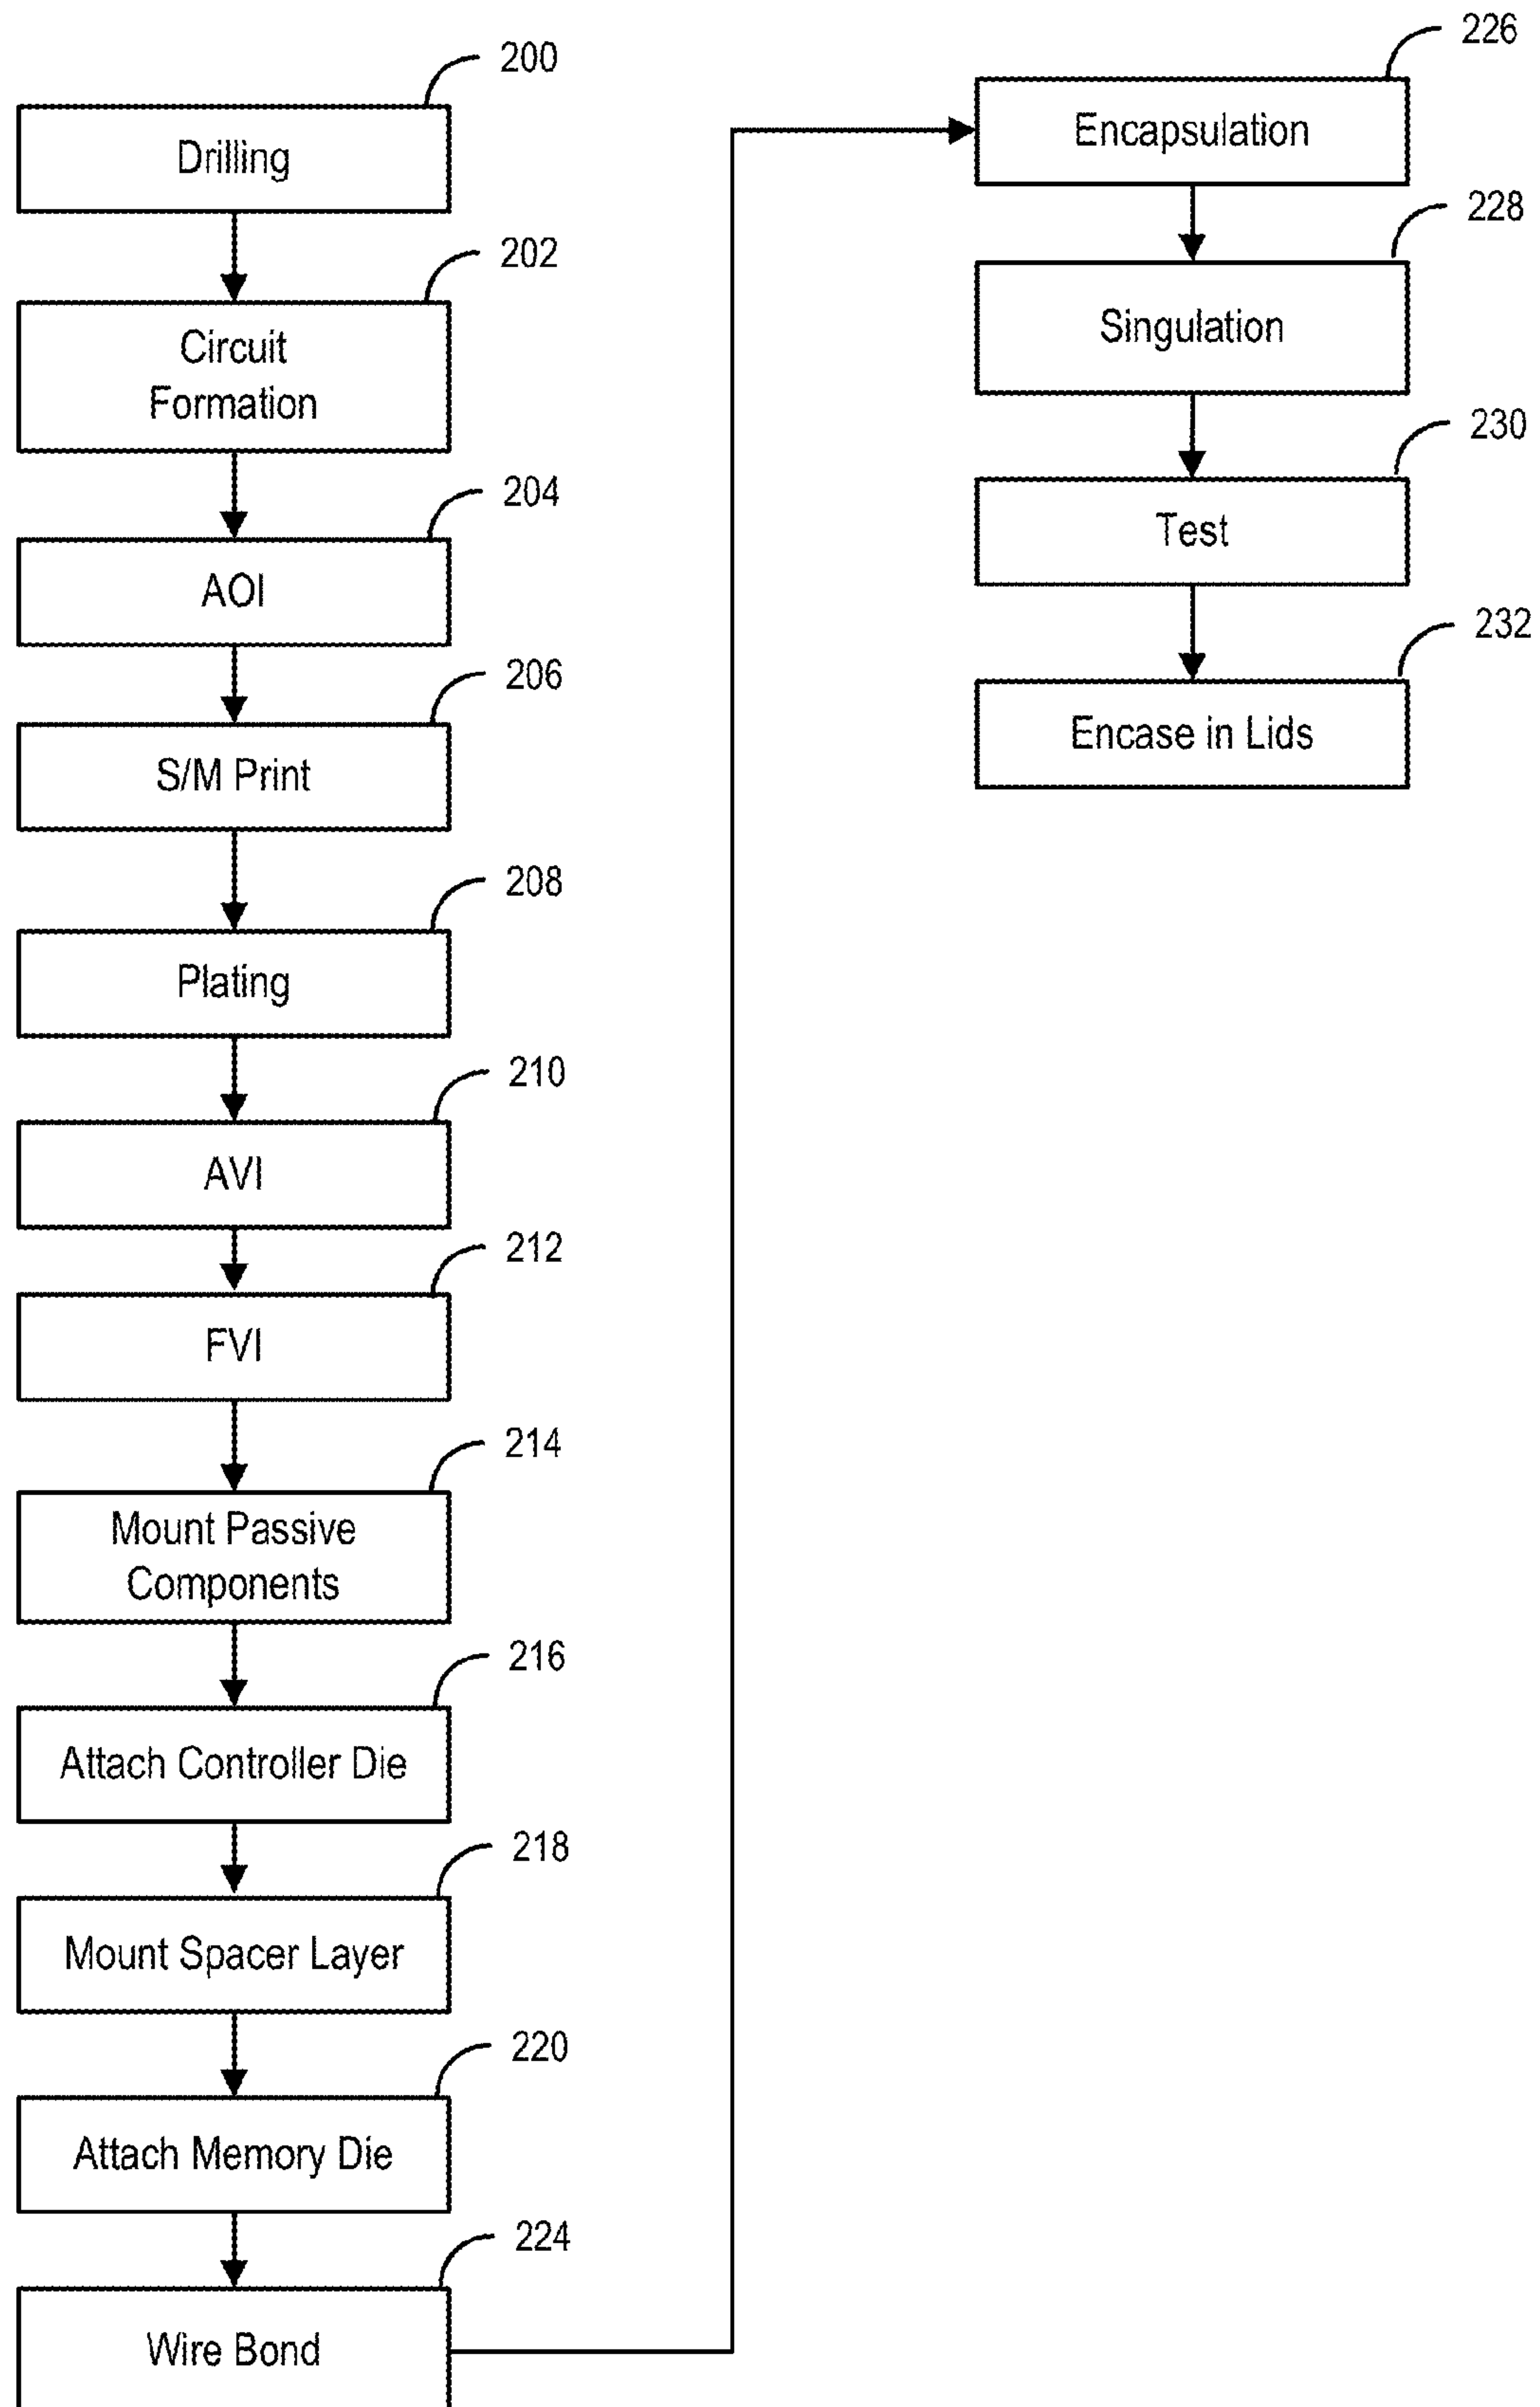 200
Drilling
202
Circuit
Formation
204
AOI
206
S/M Print
208
Plating
210
AVI
212
FVI
214
Mount Passive
Components
216
Attach Controller Die
218
Mount Spacer Layer
220
Attach Memory Die
224
Wire Bond
226
Encapsulation
228
Singulation
230
Test
232
Encase in Lids